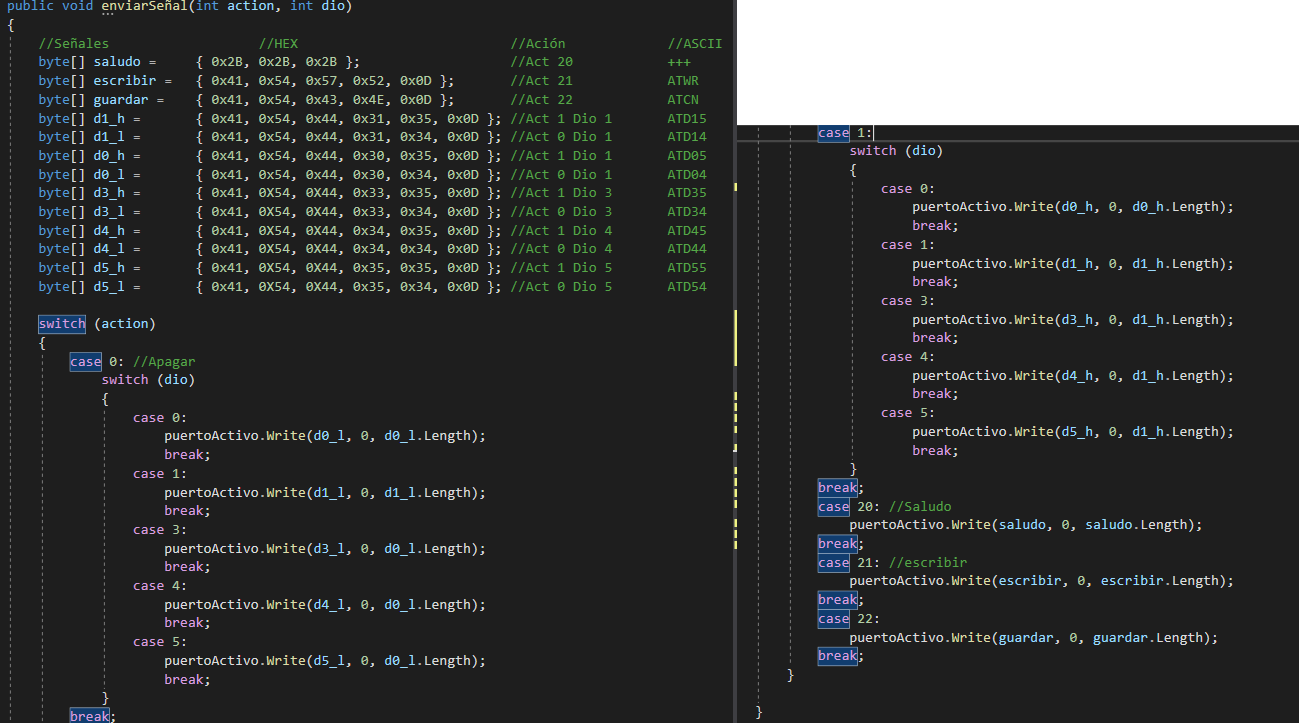 public void enviarSeñal(int action, int dio)
{
//Señales //HEX //Ación //ASCII
byte[] saludo = { 0x2B, 0x2B, 0x2B }; //Act 20 +++
byte[] escribir = { 0x41, 0x54, 0x57, 0x52, 0x0D }; //Act 21 ATWR
byte[] guardar = { 0x41, 0x54, 0x43, 0x4E, 0x0D }; //Act 22 ATCN
byte[] d1_h = { 0x41, 0x54, 0x44, 0x31, 0x35, 0x0D }; //Act 1 Dio 1 ATD15
byte[] d1_l = { 0x41, 0x54, 0x44, 0x31, 0x34, 0x0D }; //Act 0 Dio 1 ATD14
byte[] d0_h = { 0x41, 0x54, 0x44, 0x30, 0x35, 0x0D }; //Act 1 Dio 1 ATD05
byte[] d0_l = { 0x41, 0x54, 0x44, 0x30, 0x34, 0x0D }; //Act 0 Dio 1 ATD04
byte[] d3_h = { 0x41, 0X54, 0X44, 0x33, 0x35, 0x0D }; //Act 1 Dio 3 ATD35
byte[] d3_l = { 0x41, 0X54, 0X44, 0x33, 0x34, 0x0D }; //Act 0 Dio 3 ATD34
byte[] d4_h = { 0x41, 0X54, 0X44, 0x34, 0x35, 0x0D }; //Act 1 Dio 4 ATD45
byte[] d4_l = { 0x41, 0X54, 0X44, 0x34, 0x34, 0x0D }; //Act 0 Dio 4 ATD44
byte[] d5_h = { 0x41, 0X54, 0X44, 0x35, 0x35, 0x0D }; //Act 1 Dio 5 ATD55
byte[] d5_l = { 0x41, 0X54, 0X44, 0x35, 0x34, 0x0D }; //Act 0 Dio 5 ATD54
switch (action)
{
case 0: //Apagar
switch (dio)
{
case 0:
puertoActivo.Write(d0_l, 0, d0_l.Length);
break;
case 1:
puertoActivo.Write(d1_l, 0, d1_l.Length);
break;
case 3:
puertoActivo.Write(d3_l, 0, d0_l.Length);
break;
case 4:
puertoActivo.Write(d4_l, 0, d0_l.Length);
break;
case 5:
puertoActivo.Write(d5_l, 0, d0_l.Length);
break;
}
break;
case 1:
switch (dio)
{
case 0:
puertoActivo.Write(d0_h, 0, d0_h.Length);
break;
case 1:
puertoActivo.Write(d1_h, 0, d1_h.Length);
break;
case 3:
puertoActivo.Write(d3_h, 0, d1_h.Length);
break;
case 4:
puertoActivo.Write(d4_h, 0, d1_h.Length);
break;
case 5:
puertoActivo.Write(d5_h, 0, d1_h.Length);
break;
}
break;
case 20: //Saludo
puertoActivo.Write(saludo, 0, saludo.Length);
break;
case 21: //escribir
puertoActivo.Write(escribir, 0, escribir.Length);
break;
case 22:
puertoActivo.Write(guardar, 0, guardar.Length);
break;
}
}